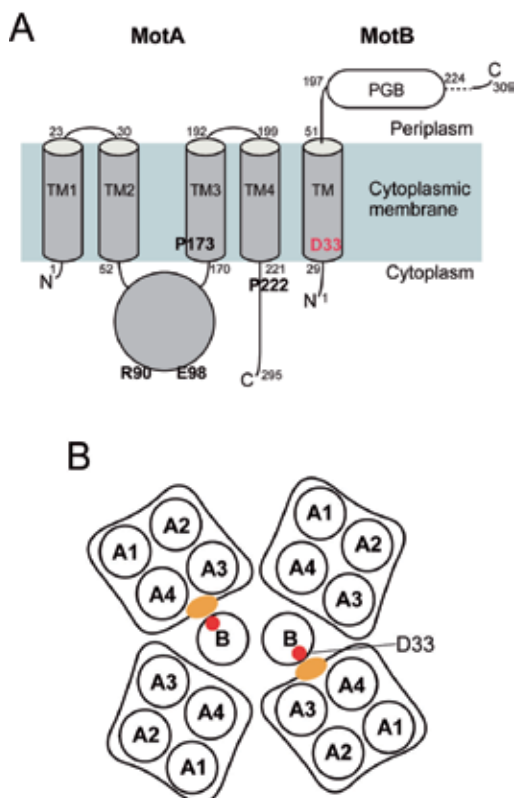 A
MotA MotB
197 PGB 224 C 309
23 30 192 199 51 Periplasm
TM1 TM2 TM3 TM4 TM Cytoplasmic membrane
P173 D33
1 52 170 221 29 Cytoplasm
N P222 N 1
R90 E98 C 295
B
A1 A2 A3 A4
A1 A2 A3 A4
B B D33
A3 A4 A2 A1
A4 A3 A1 A2